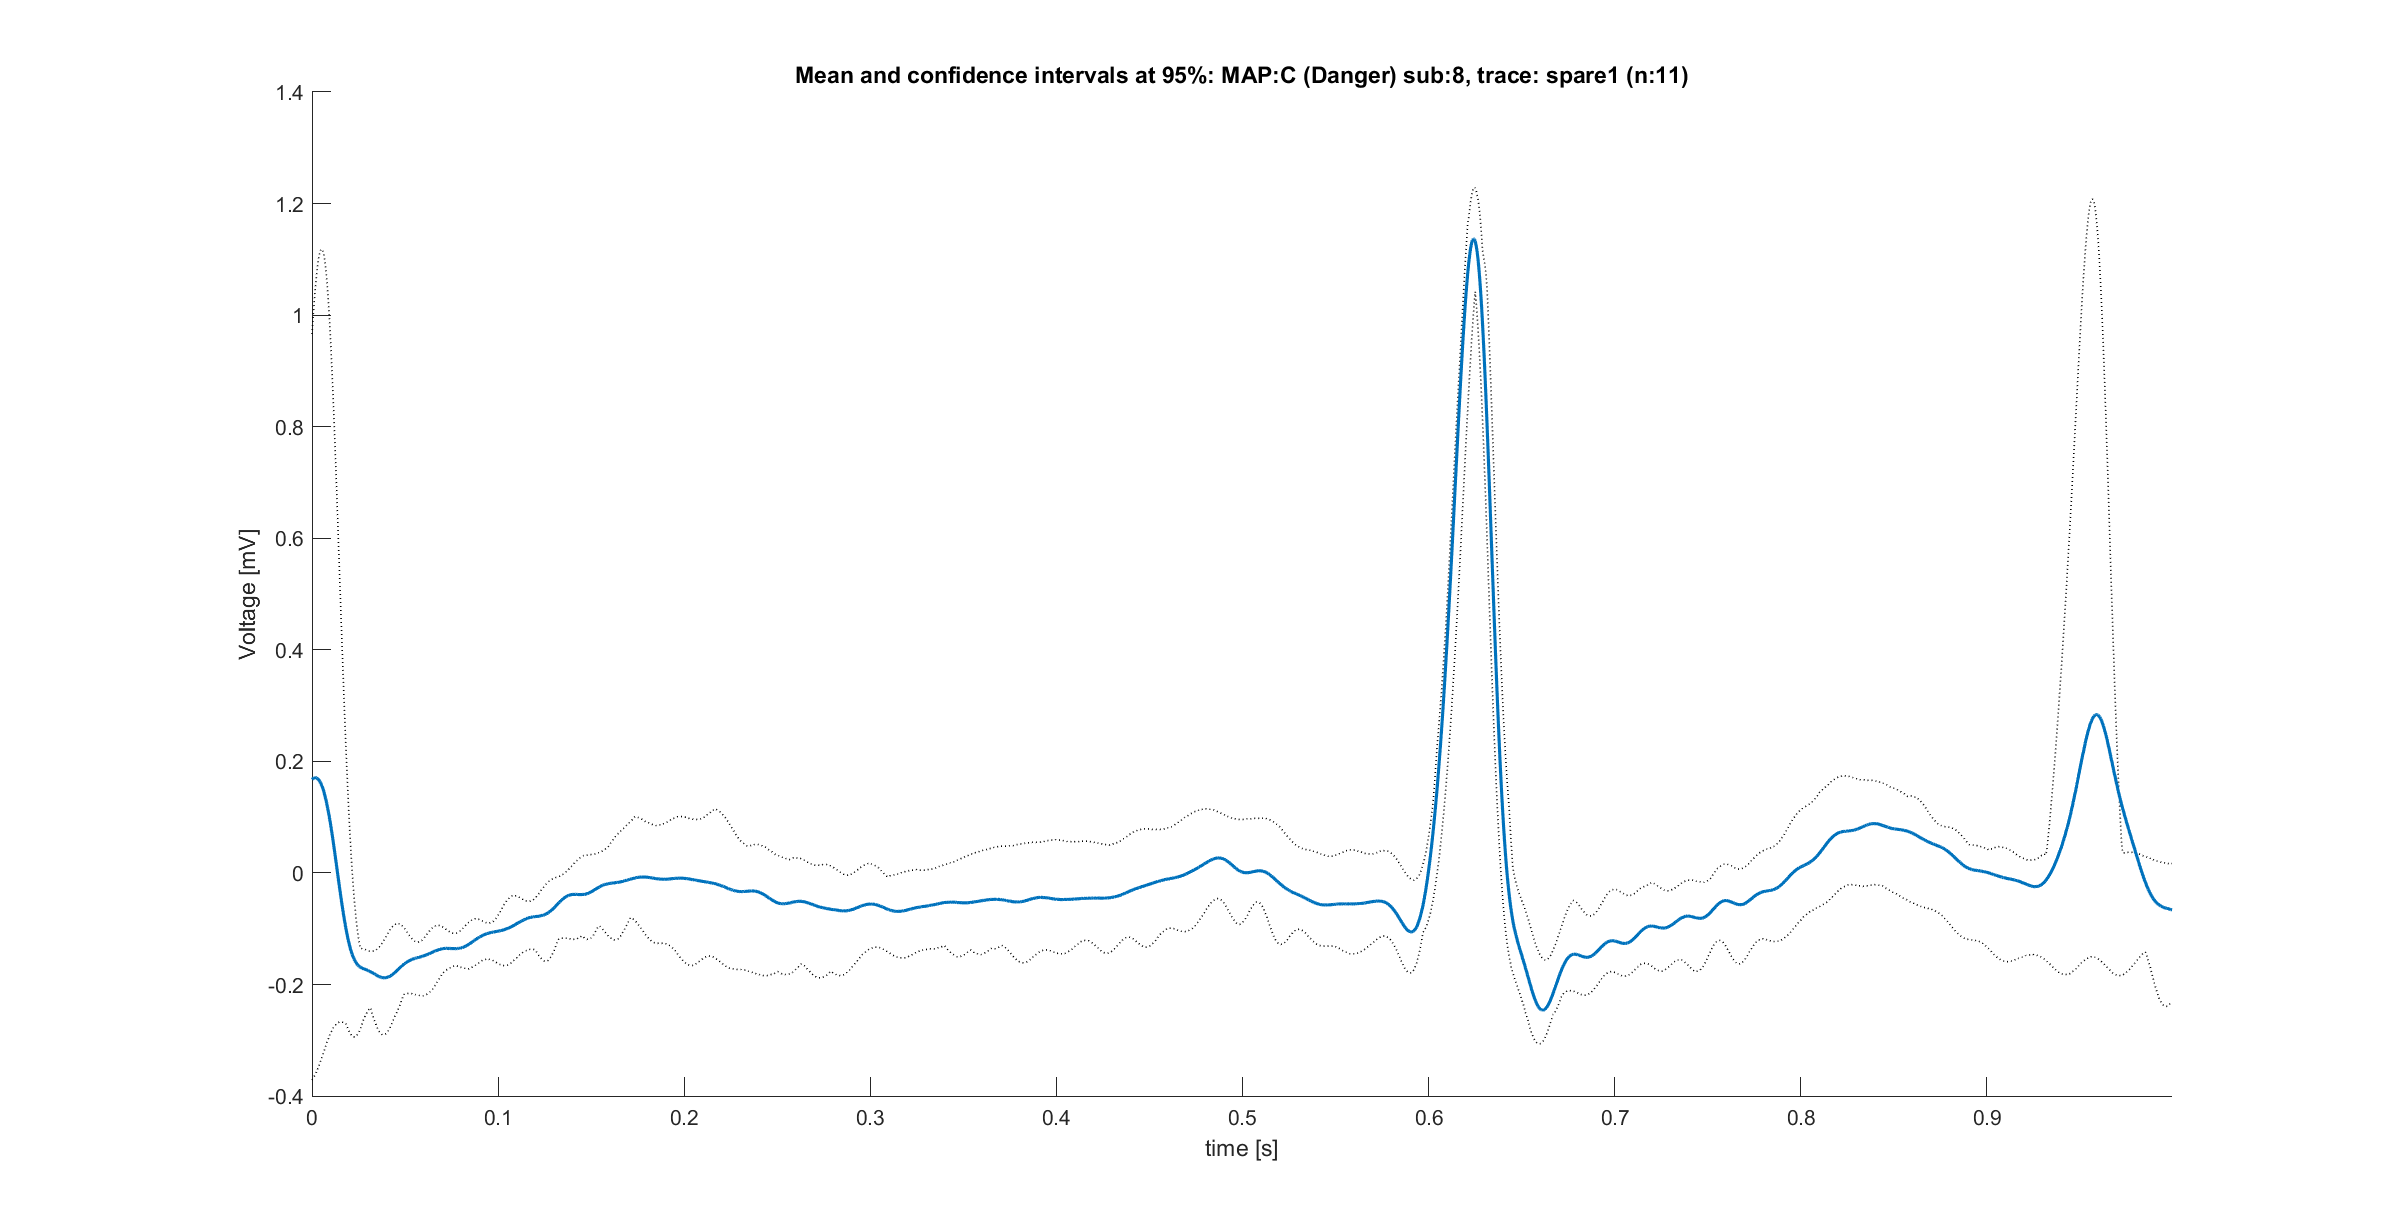 Mean and confidence intervals at 95%: MAP:C (Danger) sub:8, trace: spare1 (n:11)
1.4
1.2
1
0.8
0.6
0.4
0.2
0
-0.2
-0.4
Voltage [mV]
0 0.1 0.2 0.3 0.4 0.5 0.6 0.7 0.8 0.9
time [s]